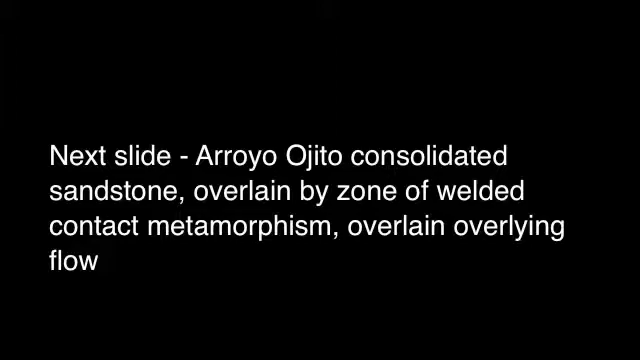 Next slide - Arroyo Ojito consolidated
sandstone, overlain by zone of welded
contact metamorphism, overlain overlying
flow